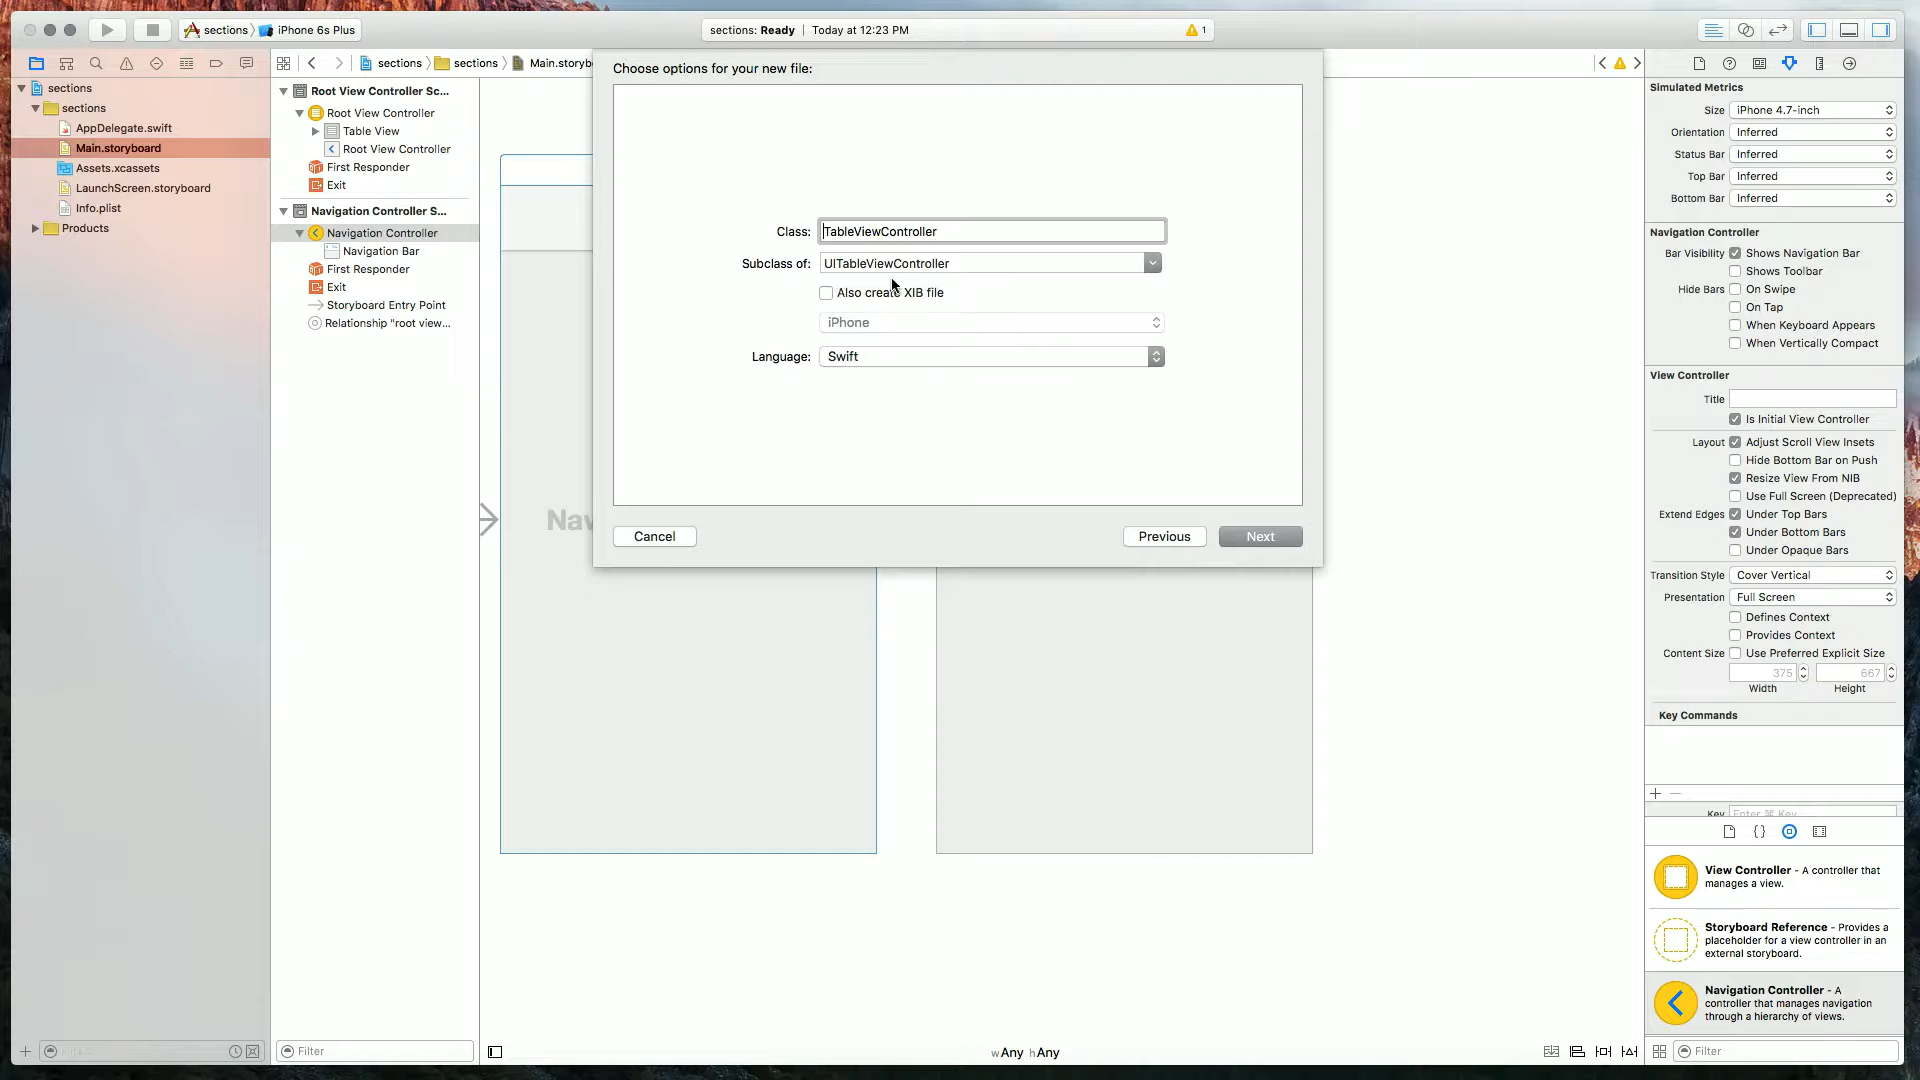 sections
iPhone 6s Plus
sections: Ready
Today at 12:23 PM
1
sections
sections
Main.storyb
sections
sections
AppDelegate.swift
Main.storyboard
Assets.xcassets
LaunchScreen.storyboard
Info.plist
Products
Root View Controller Sc...
Root View Controller
Table View
Root View Controller
First Responder
Exit
Navigation Controller S...
Navigation Controller
Navigation Bar
First Responder
Exit
Storyboard Entry Point
Relationship "root view...
Filter
Nav
Choose options for your new file:
Class: TableViewController
Subclass of: UITableViewController
Also create XIB file
iPhone
Language: Swift
Cancel
Previous
Next
wAny hAny
Simulated Metrics
Size iPhone 4.7-inch
Orientation Inferred
Status Bar Inferred
Top Bar Inferred
Bottom Bar Inferred
Navigation Controller
Bar Visibility Shows Navigation Bar
Shows Toolbar
Hide Bars On Swipe
On Tap
When Keyboard Appears
When Vertically Compact
View Controller
Title
Is Initial View Controller
Layout Adjust Scroll View Insets
Hide Bottom Bar on Push
Resize View From NIB
Use Full Screen (Deprecated)
Extend Edges Under Top Bars
Under Bottom Bars
Under Opaque Bars
Transition Style Cover Vertical
Presentation Full Screen
Defines Context
Provides Context
Content Size Use Preferred Explicit Size
375 667
Width Height
Key Commands
Key Enter ⌘ Key
View Controller - A controller that
manages a view.
Storyboard Reference - Provides a
placeholder for a view controller in an
external storyboard.
Navigation Controller - A
controller that manages navigation
through a hierarchy of views.
Filter